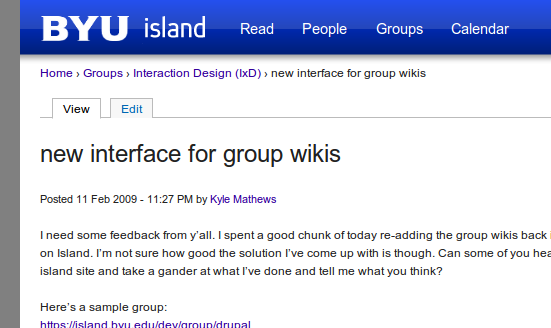 BYU island Read People Groups Calendar
Home › Groups › Interaction Design (IxD) › new interface for group wikis
View Edit
new interface for group wikis
Posted 11 Feb 2009 - 11:27 PM by Kyle Mathews
I need some feedback from y'all. I spent a good chunk of today re-adding the group wikis back
on Island. I'm not sure how good the solution I've come up with is though. Can some of you
island site and take a gander at what I've done and tell me what you think?
Here's a sample group:
https://island.byu.edu/dev/group/drupal